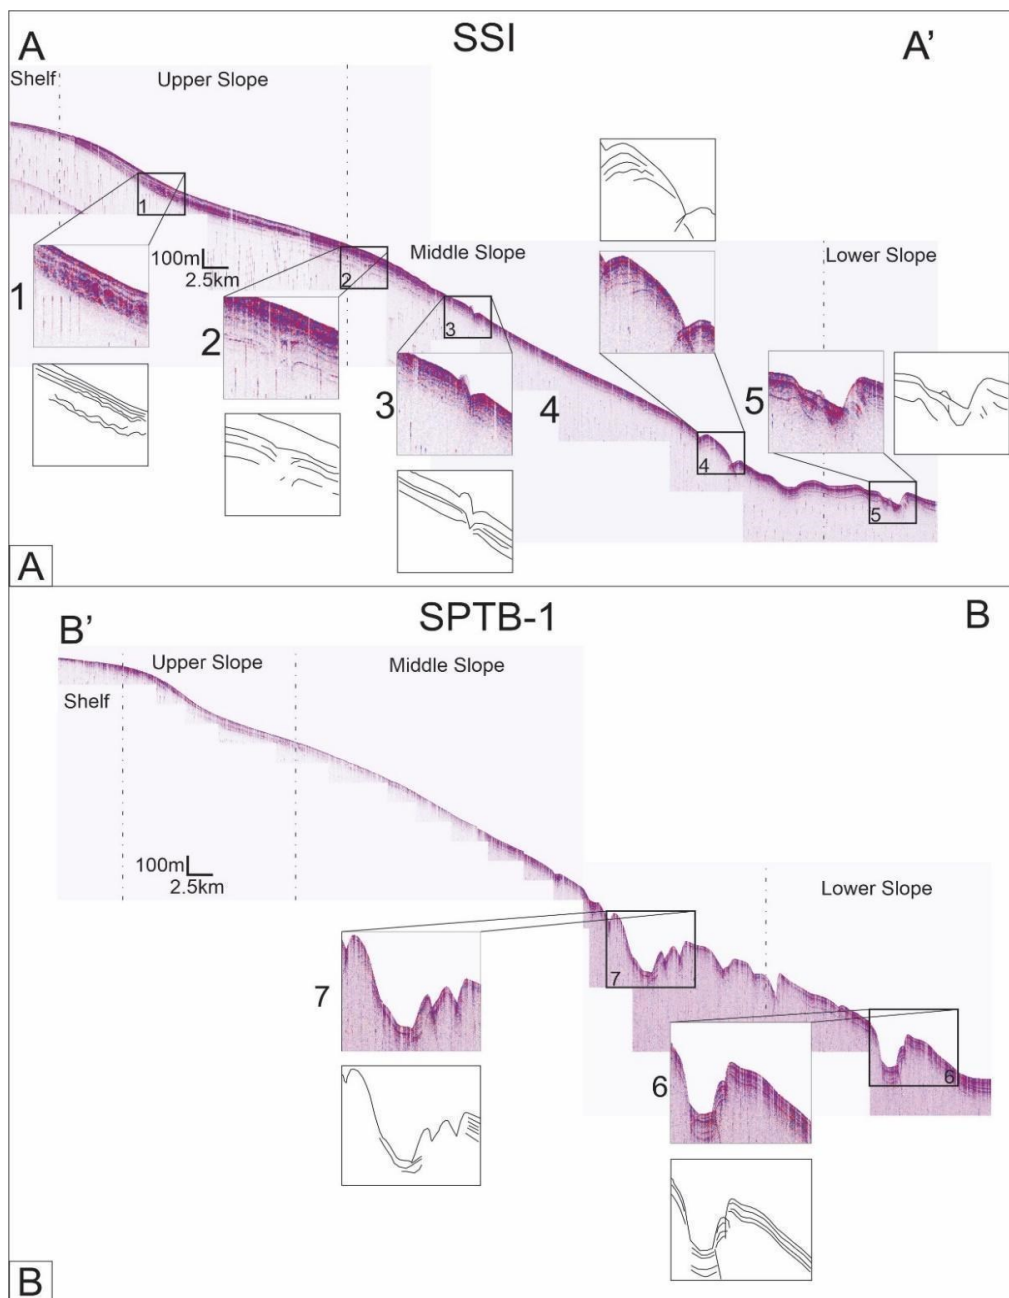 A
SSI
A'
Shelf
Upper Slope
1
1
100m
2.5km
2
2
Middle Slope
3
3
4
4
Lower Slope
5
5
A
SPTB-1
B'
B
Upper Slope
Middle Slope
Shelf
100m
2.5km
Lower Slope
7
7
6
6
B